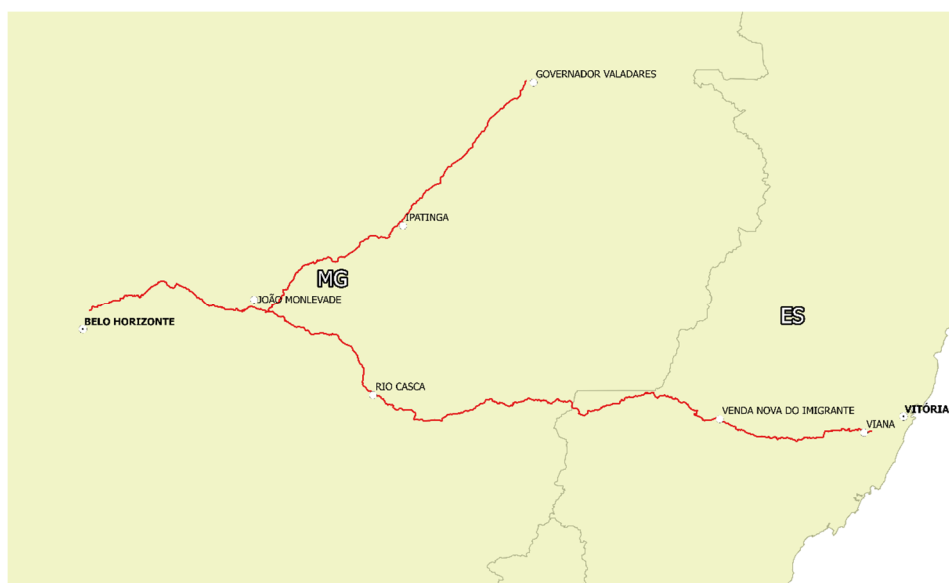 GOVERNADOR VALADARES
IPATINGA
MG
JOÃO MONLEVADE
BELO HORIZONTE
ES
RIO CASCA
VENDA NOVA DO IMIGRANTE
VITÓRIA
VIANA